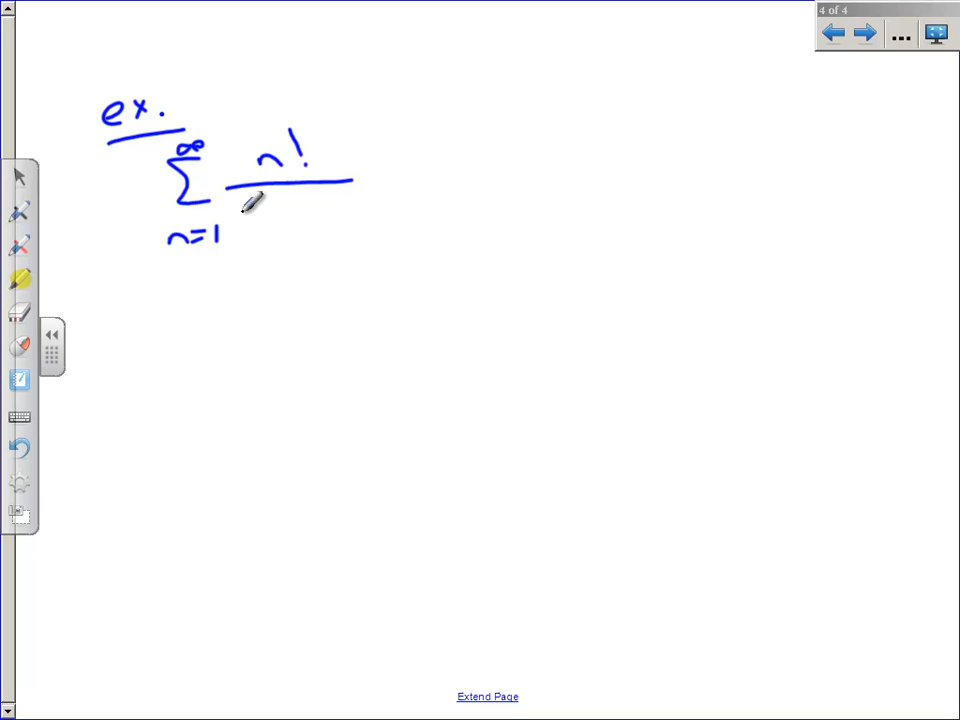 4 of 4
...
ex.
∞
n!
∑
n=1
Extend Page